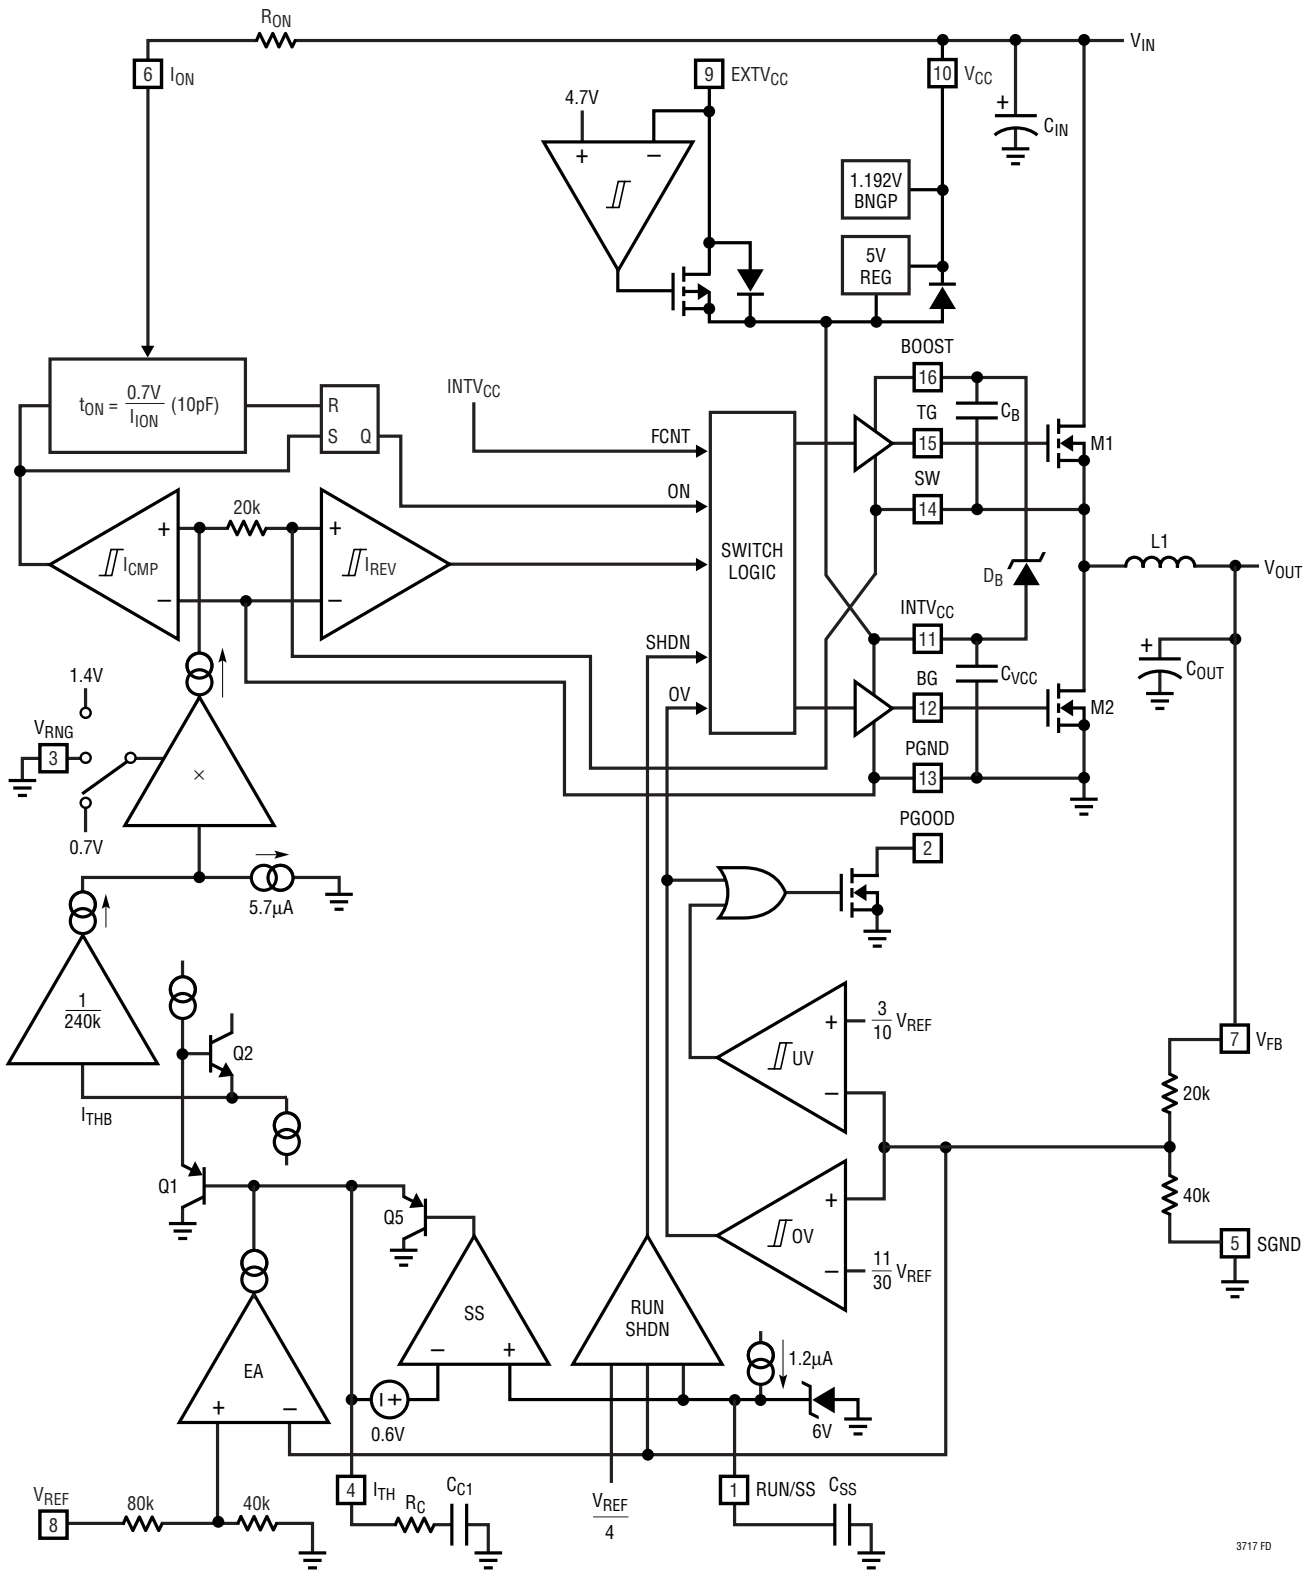 RON
VIN
6 ION
9 EXTVCC
10 VCC
4.7V
+ CIN
+ −
1.192V
BNGP
5V
REG
tON = 0.7V/IION (10pF)
R
S Q
INTVCC
FCNT
ON
SWITCH
LOGIC
SHDN
OV
BOOST
16
CB
TG
15
M1
SW
14
DB
L1
VOUT
INTVCC
11
CVCC
+ COUT
BG
12
M2
PGND
13
20k
+ −
ICMP
+ −
IREV
1.4V
VRNG
3
0.7V
×
5.7µA
PGOOD
2
1/240k
Q2
ITHB
Q1
Q5
+ 3/10 VREF
UV
−
7 VFB
20k
+
OV
− 11/30 VREF
40k
5 SGND
SS
− +
RUN
SHDN
1.2µA
EA
+ −
+
0.6V
6V
VREF
8
80k
40k
4 ITH
RC
CC1
VREF/4
1 RUN/SS
CSS
3717 FD